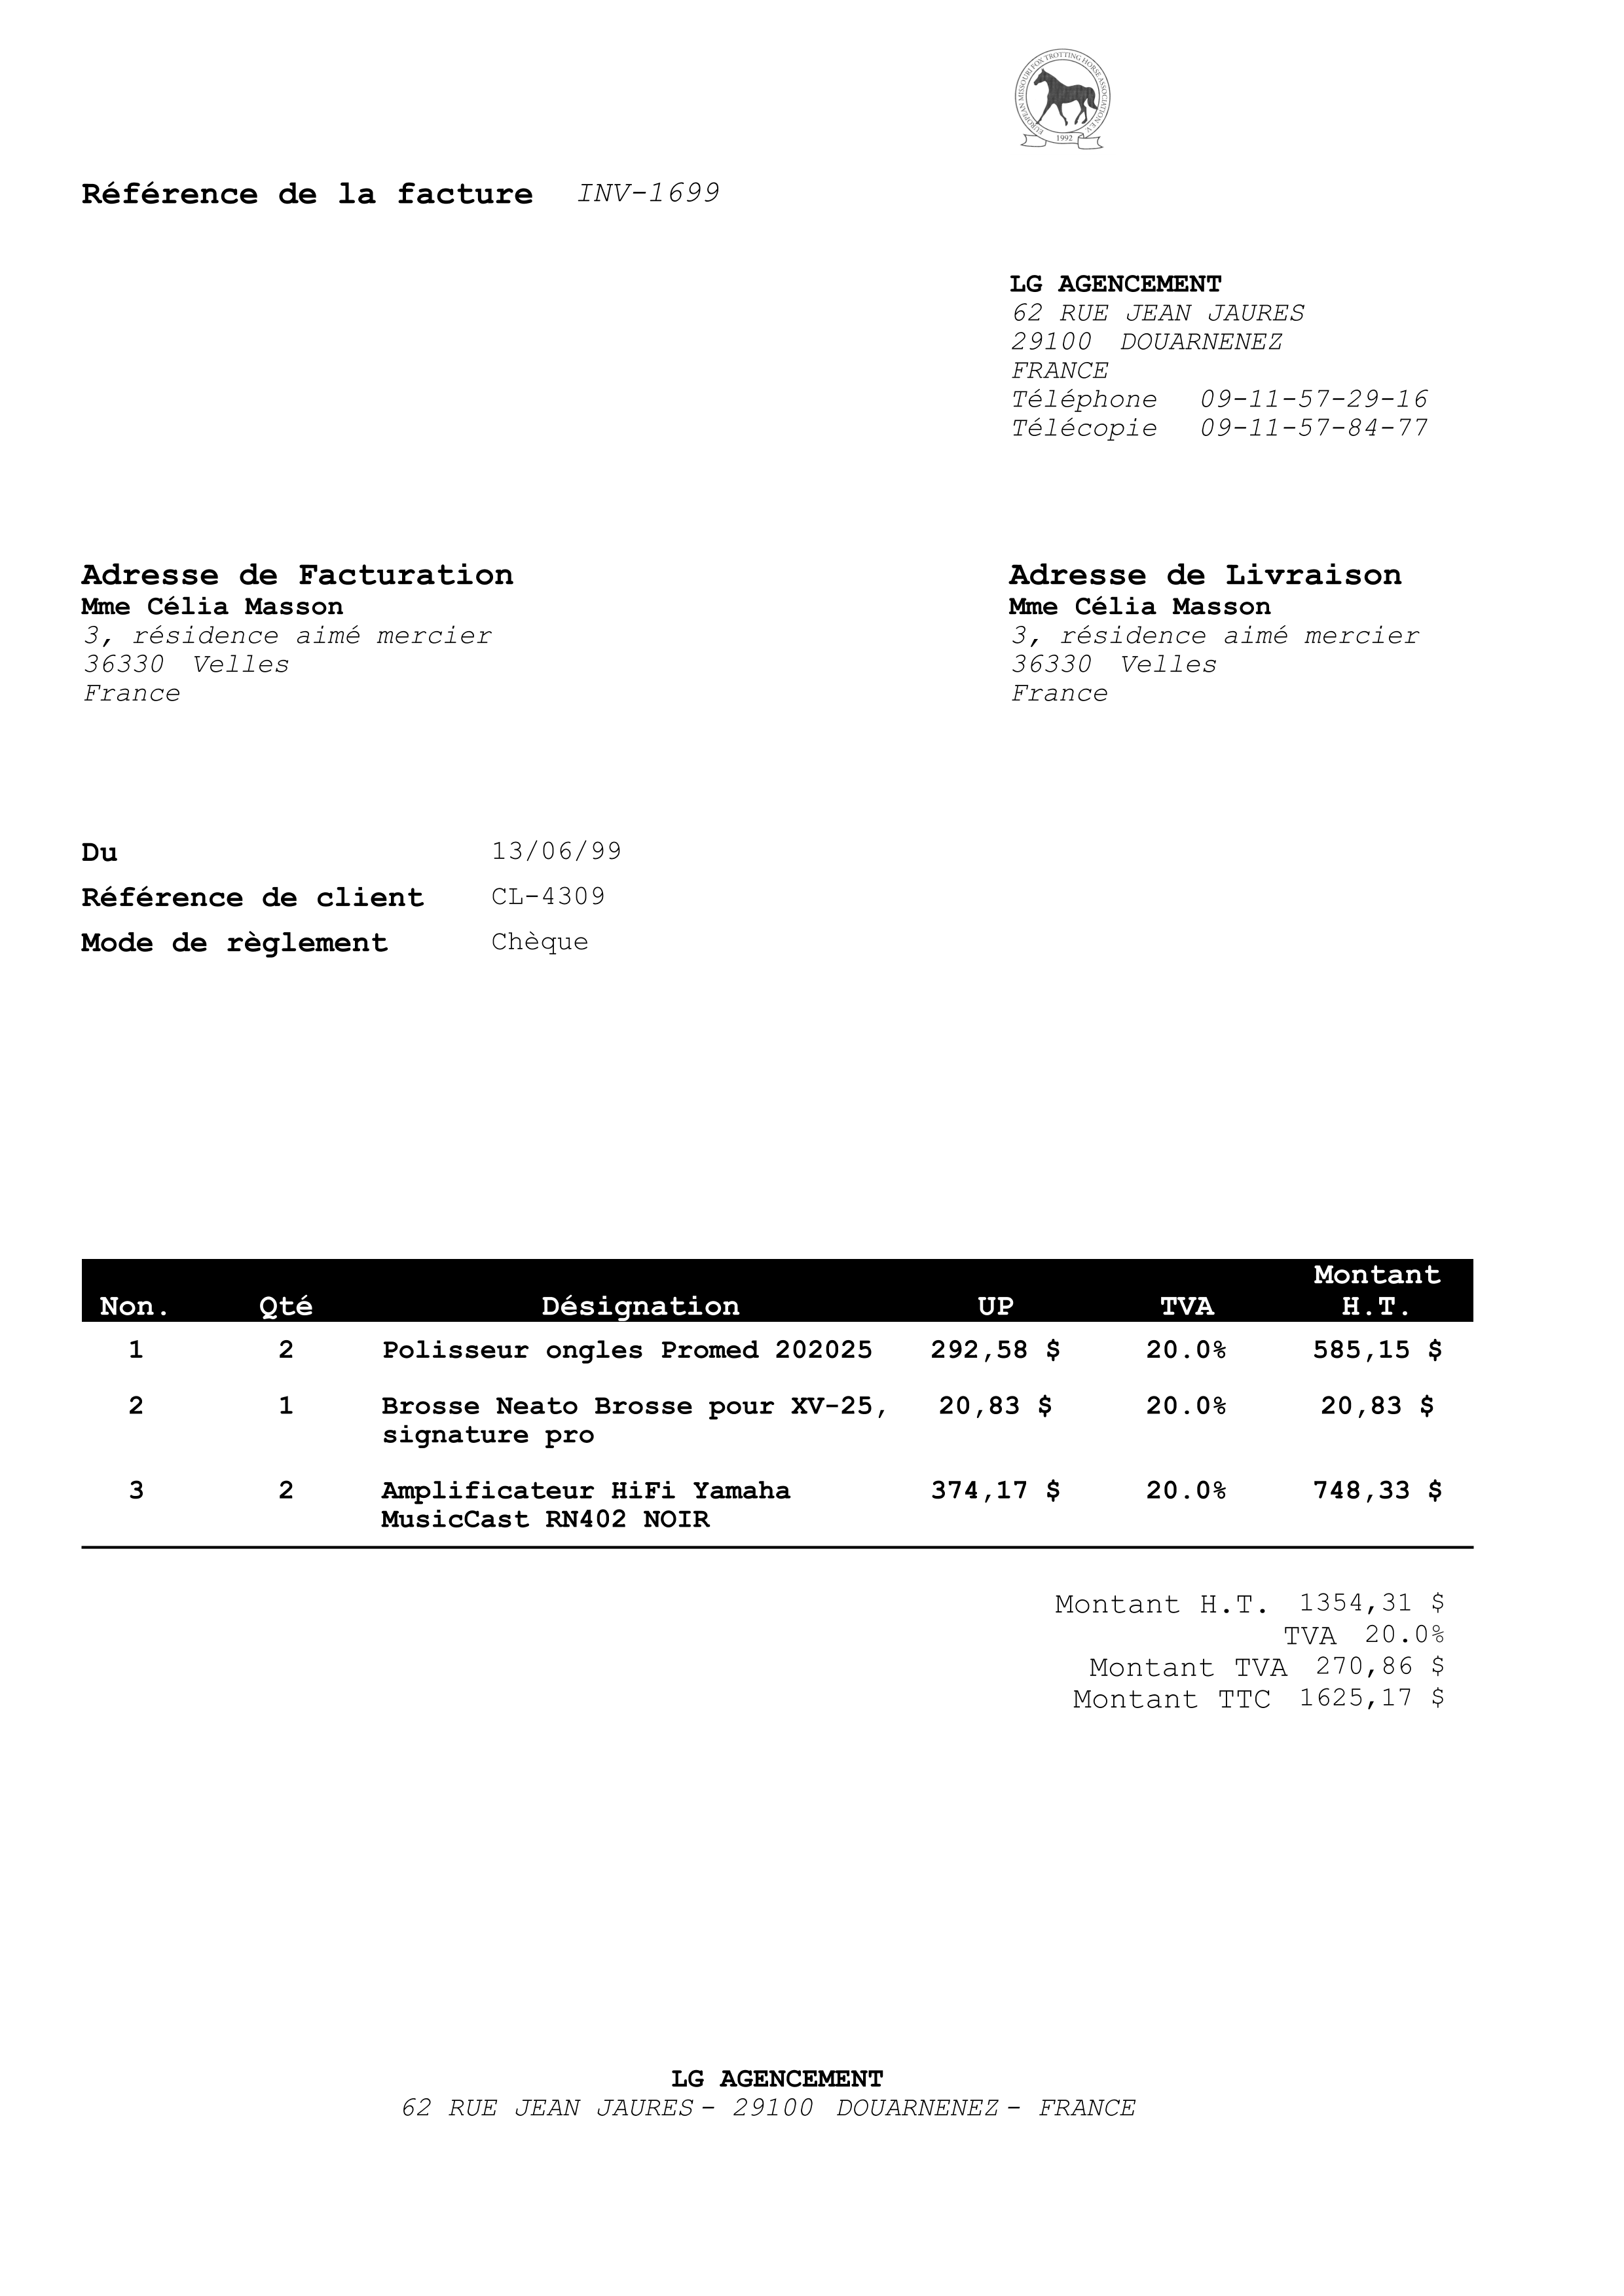 EUROPEAN MISSOURI FOX TROTTING HORSE ASSOCIATION E.V.
1992
Référence de la facture INV-1699
LG AGENCEMENT
62 RUE JEAN JAURES
29100 DOUARNENEZ
FRANCE
Téléphone 09-11-57-29-16
Télécopie 09-11-57-84-77
Adresse de Facturation
Mme Célia Masson
3, résidence aimé mercier
36330 Velles
France
Adresse de Livraison
Mme Célia Masson
3, résidence aimé mercier
36330 Velles
France
Du 13/06/99
Référence de client CL-4309
Mode de règlement Chèque
Non. Qté Désignation UP TVA Montant H.T.
1 2 Polisseur ongles Promed 202025 292,58 $ 20.0% 585,15 $
2 1 Brosse Neato Brosse pour XV-25, 20,83 $ 20.0% 20,83 $
signature pro
3 2 Amplificateur HiFi Yamaha 374,17 $ 20.0% 748,33 $
MusicCast RN402 NOIR
Montant H.T. 1354,31 $
TVA 20.0%
Montant TVA 270,86 $
Montant TTC 1625,17 $
LG AGENCEMENT
62 RUE JEAN JAURES - 29100 DOUARNENEZ - FRANCE